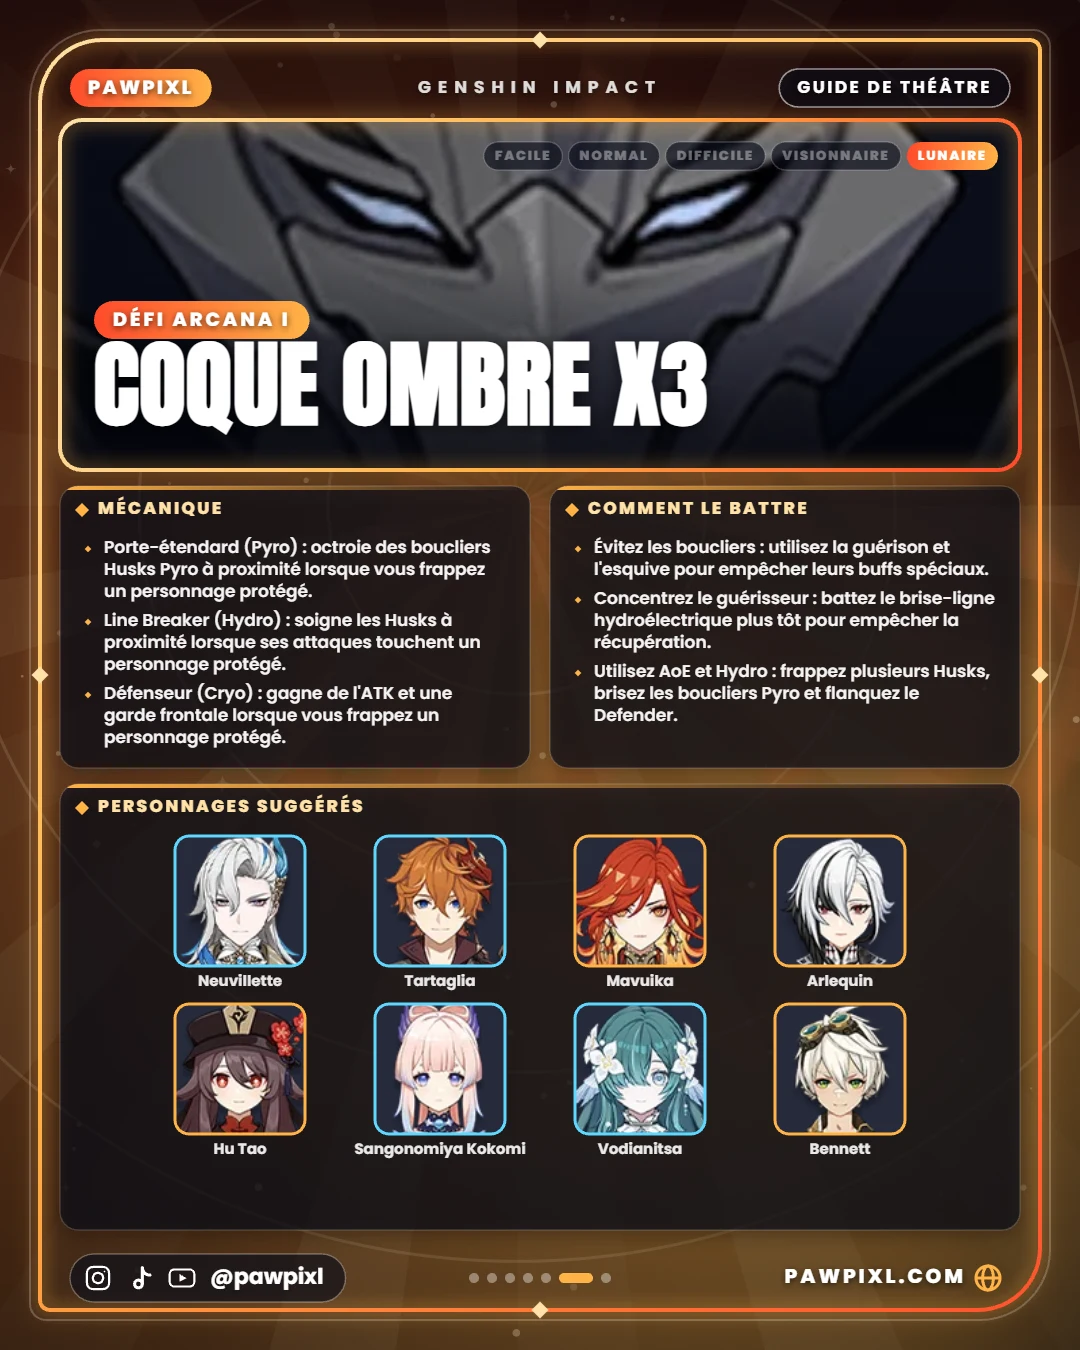 PAWPIXL
GENSHIN IMPACT
GUIDE DE THÉÂTRE
FACILE
NORMAL
DIFFICILE
VISIONNAIRE
LUNAIRE
DÉFI ARCANA I
COQUE OMBRE X3
MÉCANIQUE
Porte-étendard (Pyro) : octroie des boucliers
Husks Pyro à proximité lorsque vous frappez
un personnage protégé.
Line Breaker (Hydro) : soigne les Husks à
proximité lorsque ses attaques touchent un
personnage protégé.
Défenseur (Cryo) : gagne de l'ATK et une
garde frontale lorsque vous frappez un
personnage protégé.
COMMENT LE BATTRE
Évitez les boucliers : utilisez la guérison et
l'esquive pour empêcher leurs buffs spéciaux.
Concentrez le guérisseur : battez le brise-ligne
hydroélectrique plus tôt pour empêcher la
récupération.
Utilisez AoE et Hydro : frappez plusieurs Husks,
brisez les boucliers Pyro et flanquez le
Defender.
PERSONNAGES SUGGÉRÉS
Neuvillette
Tartaglia
Mavuika
Arlequin
Hu Tao
Sangonomiya Kokomi
Vodianitsa
Bennett
@pawpixl
PAWPIXL.COM